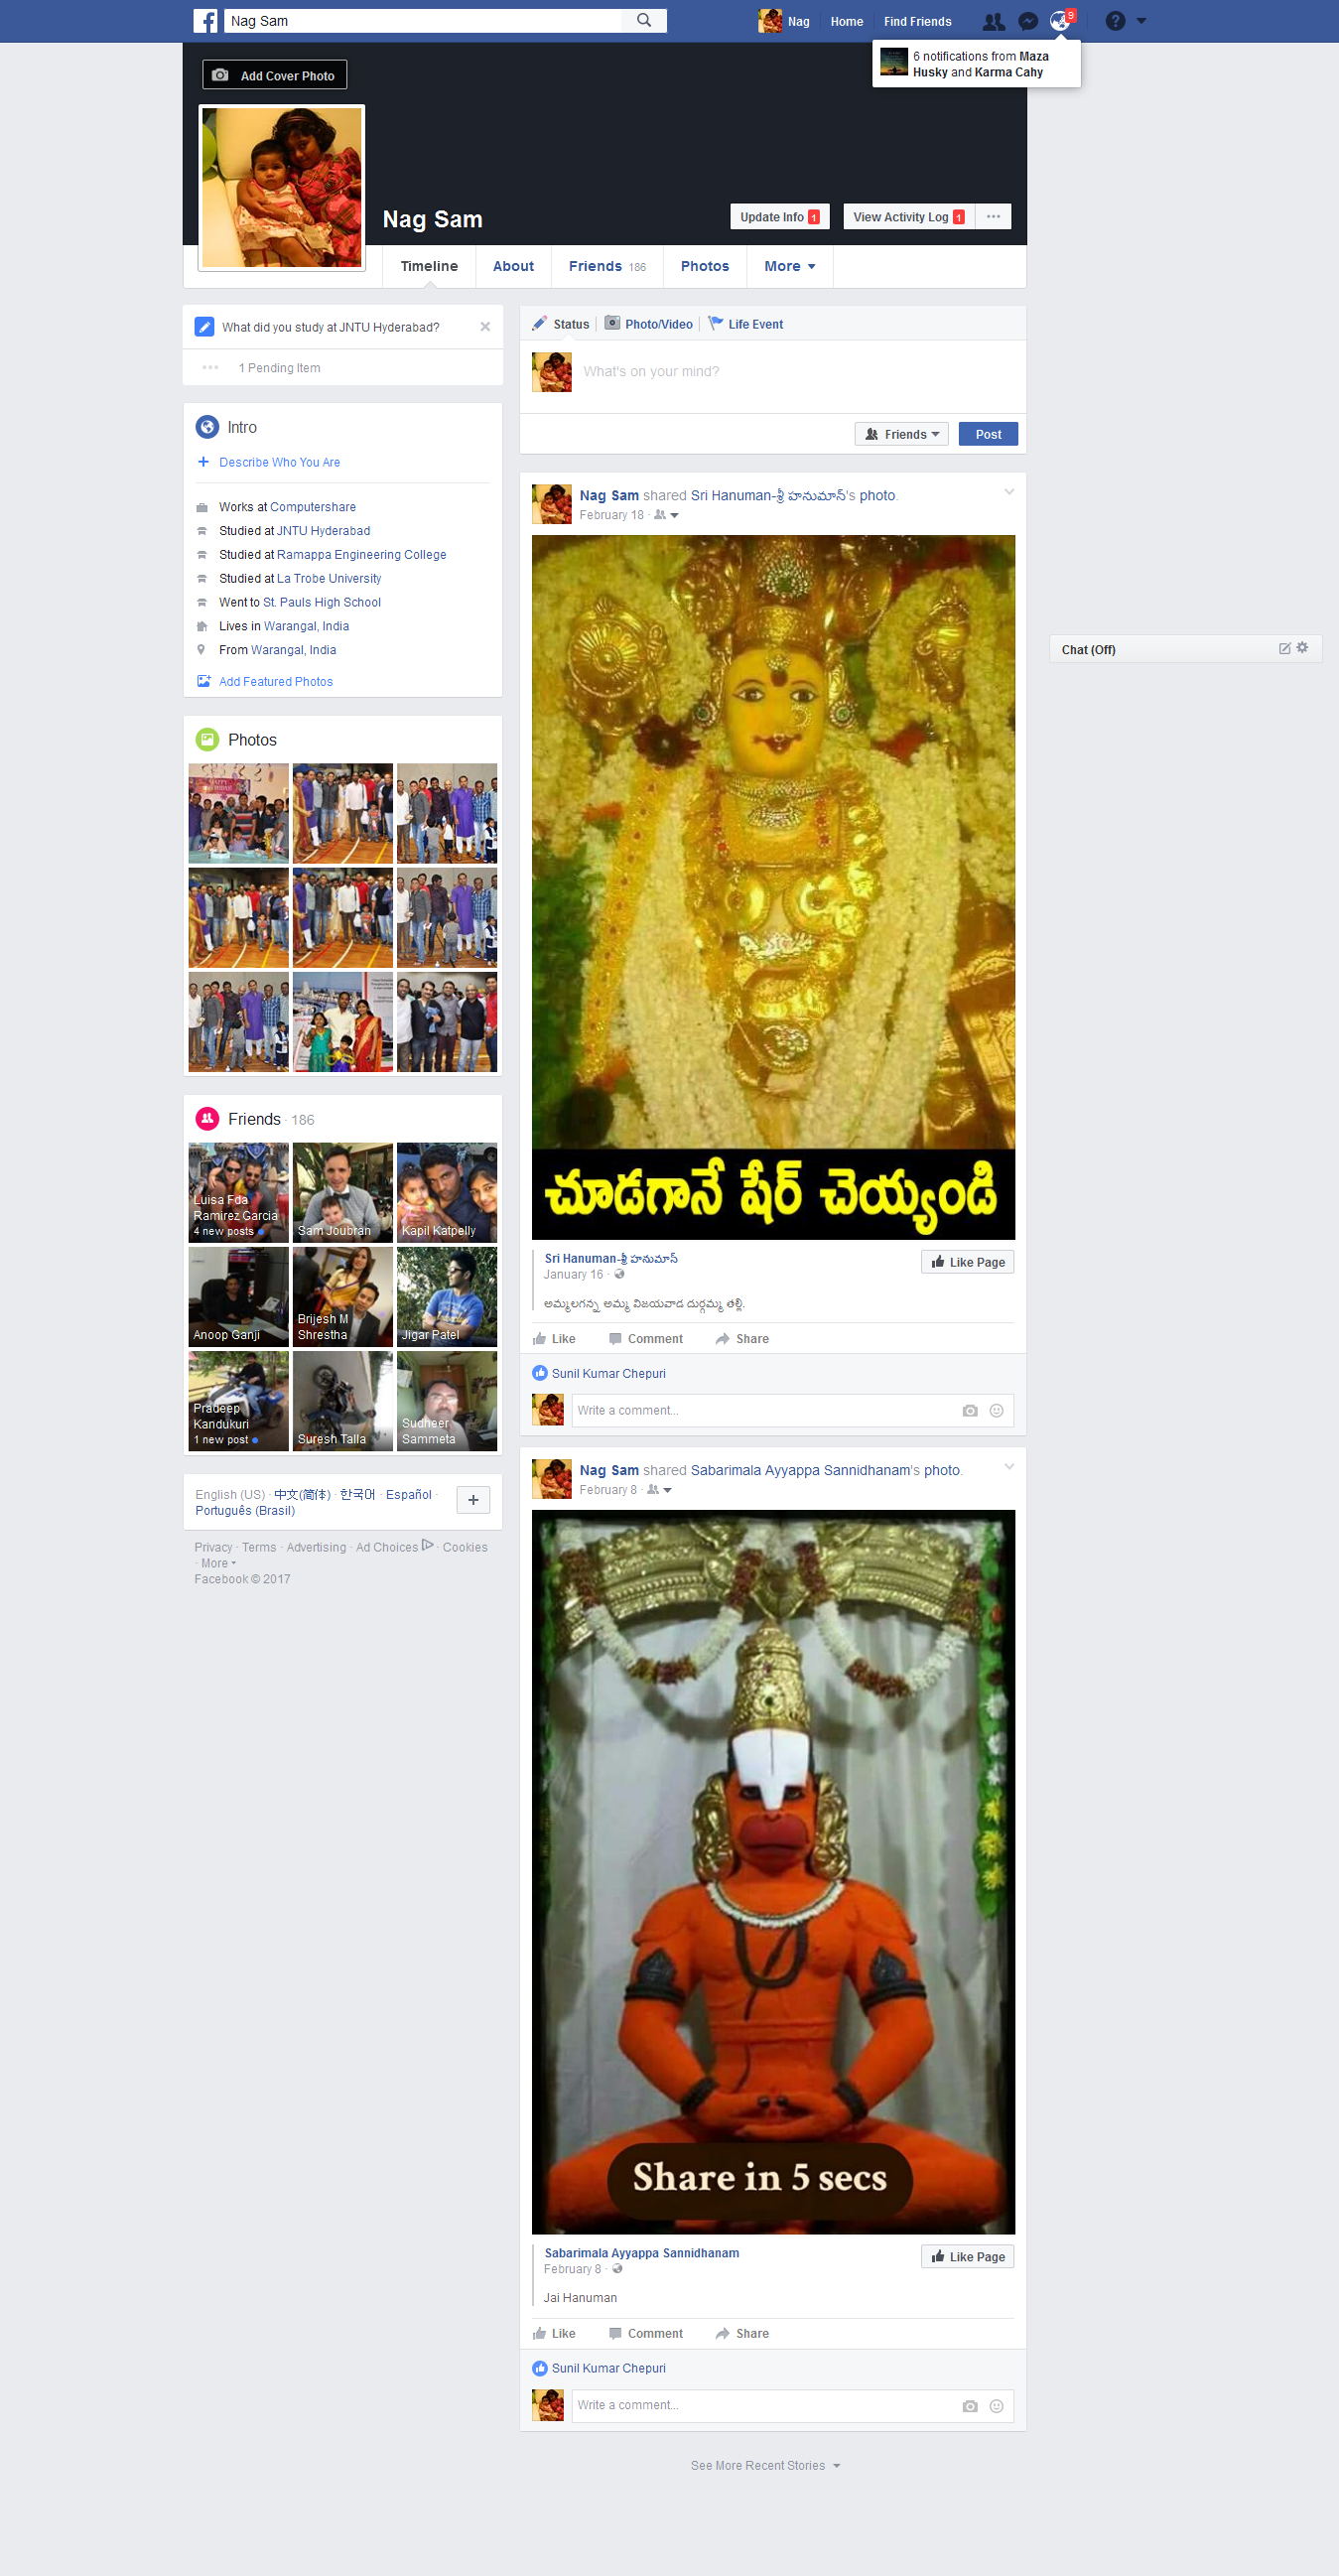 Nag Sam
Nag
Home
Find Friends
9
6 notifications from Maza
Husky and Karma Cahy
Add Cover Photo
Nag Sam
Update Info 1
View Activity Log 1
Timeline
About
Friends 186
Photos
More
What did you study at JNTU Hyderabad?
1 Pending Item
Intro
Describe Who You Are
Works at Computershare
Studied at JNTU Hyderabad
Studied at Ramappa Engineering College
Studied at La Trobe University
Went to St. Pauls High School
Lives in Warangal, India
From Warangal, India
Add Featured Photos
Photos
Friends · 186
Luisa Fda
Ramirez Garcia
4 new posts
Sam Joubran
Kapil Katpelly
Anoop Ganji
Brijesh M
Shrestha
Jigar Patel
Pradeep
Kandukuri
1 new post
Suresh Talla
Sudheer
Sammeta
English (US) · 中文(简体) · 한국어 · Español ·
Português (Brasil)
Privacy · Terms · Advertising · Ad Choices · Cookies
· More
Facebook © 2017
Status
Photo/Video
Life Event
What's on your mind?
Friends
Post
Nag Sam shared Sri Hanuman-శ్రీ హనుమాన్'s photo.
February 18 ·
చూడగానే షేర్ చెయ్యండి
Sri Hanuman-శ్రీ హనుమాన్
January 16 ·
Like Page
అమ్మలగన్న అమ్మ విజయవాడ దుర్గమ్మ తల్లి.
Like
Comment
Share
Sunil Kumar Chepuri
Write a comment...
Nag Sam shared Sabarimala Ayyappa Sannidhanam's photo.
February 8 ·
Share in 5 secs
Sabarimala Ayyappa Sannidhanam
February 8 ·
Like Page
Jai Hanuman
Like
Comment
Share
Sunil Kumar Chepuri
Write a comment...
See More Recent Stories
Chat (Off)